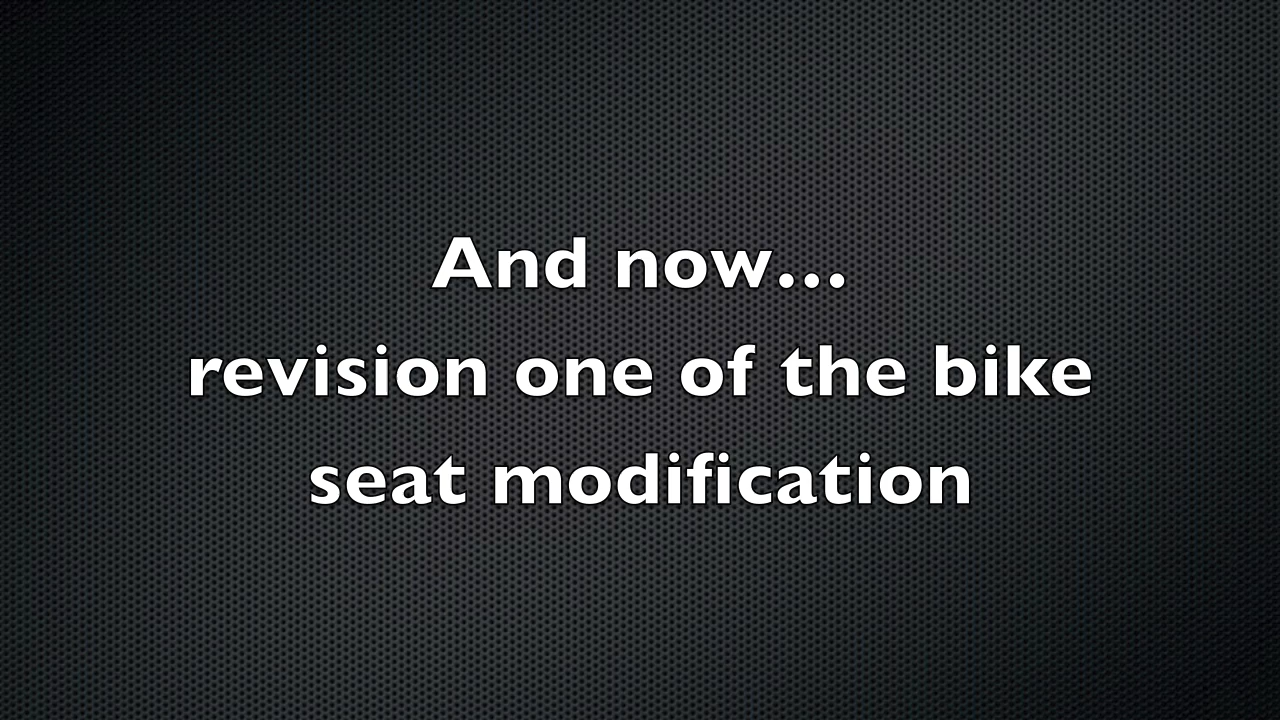 And now...
revision one of the bike
seat modification